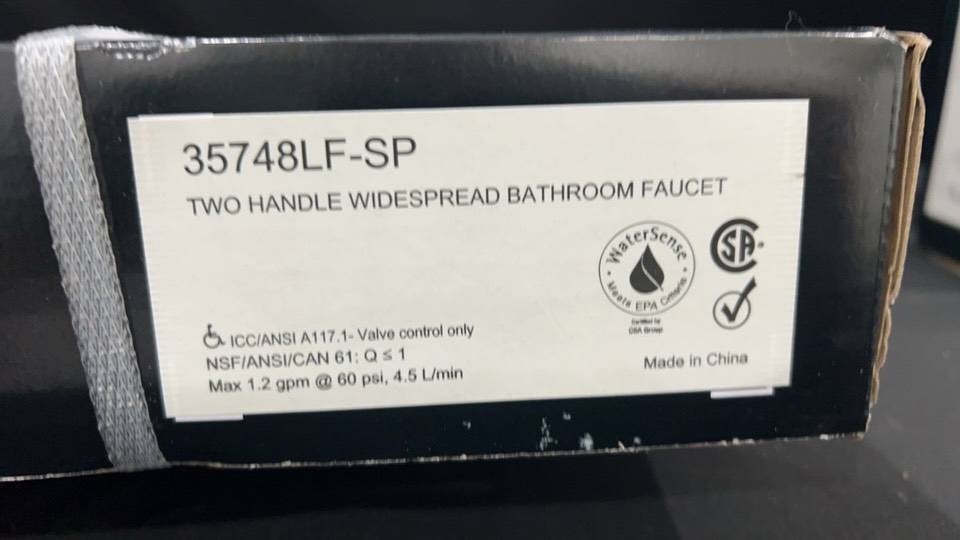 35748LF-SP
TWO HANDLE WIDESPREAD BATHROOM FAUCET
WaterSense
Meets EPA Criteria
Certified by
CSA Group
SA
ICC/ANSI A117.1- Valve control only
NSF/ANSI/CAN 61: Q ≤ 1
Max 1.2 gpm @ 60 psi, 4.5 L/min
Made in China